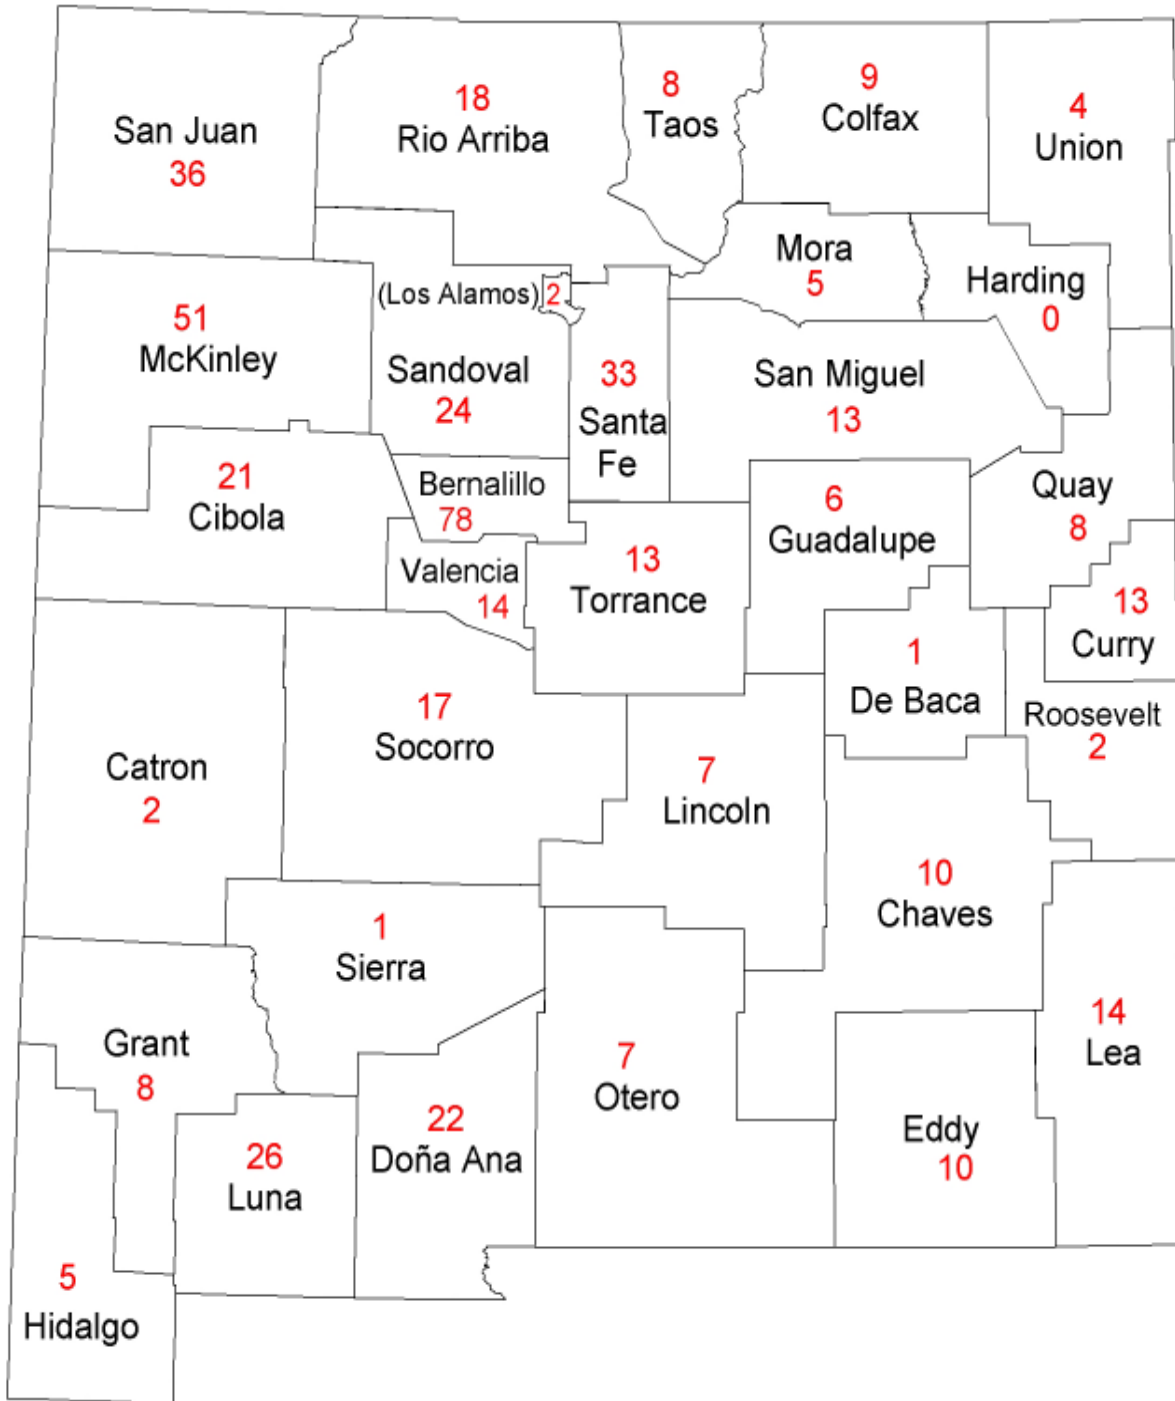 San Juan
36
18
Rio Arriba
8
Taos
9
Colfax
4
Union
51
McKinley
(Los Alamos) 2
Sandoval
24
33
Santa
Fe
Mora
5
Harding
0
San Miguel
13
21
Cibola
Bernalillo
78
Valencia
14
13
Torrance
6
Guadalupe
Quay
8
13
Curry
1
De Baca
Roosevelt
2
Catron
2
17
Socorro
7
Lincoln
10
Chaves
1
Sierra
14
Lea
Grant
8
26
Luna
22
Doña Ana
7
Otero
Eddy
10
5
Hidalgo